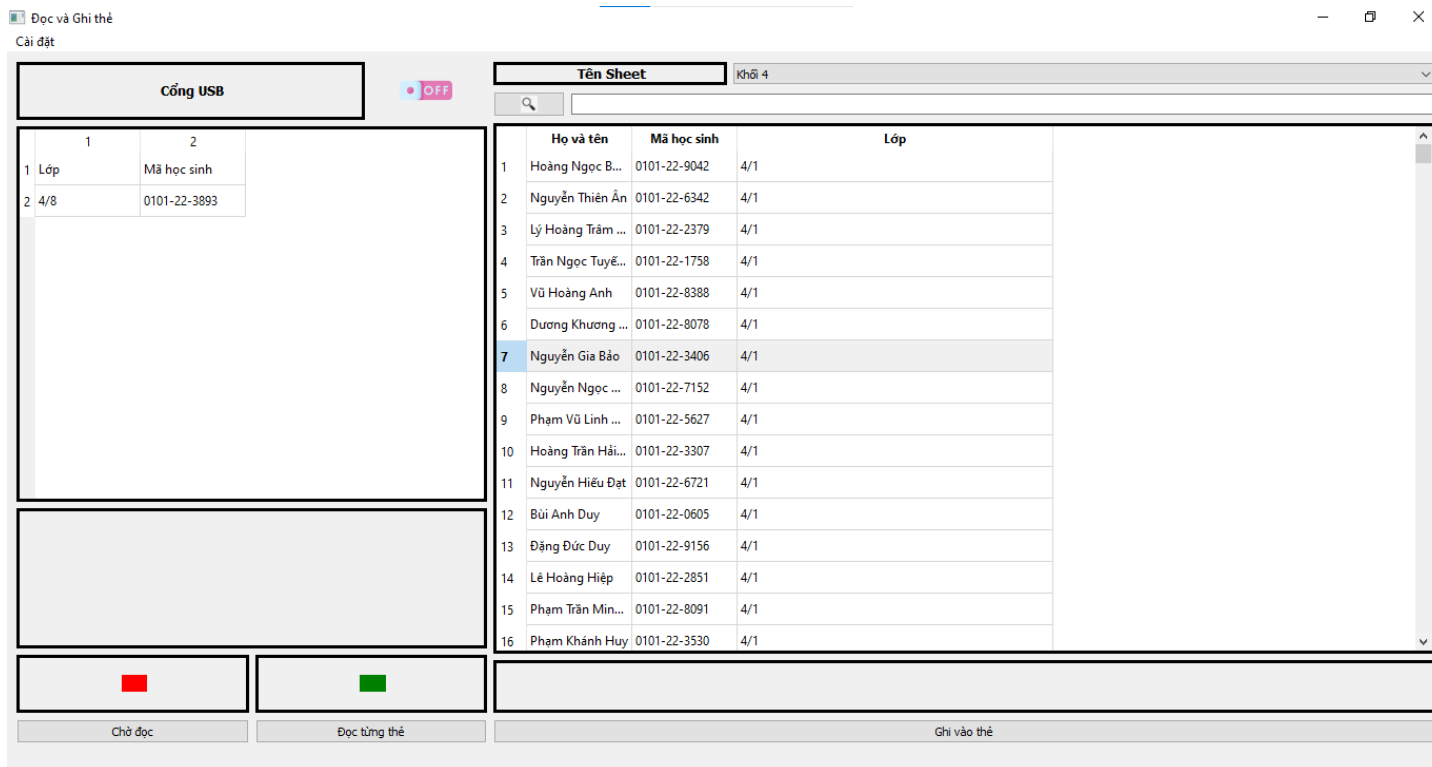 Đọc và Ghi thẻ
Cài đặt
Cổng USB
OFF
Tên Sheet
Khối 4
1 2
1 Lớp Mã học sinh
2 4/8 0101-22-3893
Họ và tên Mã học sinh Lớp
1 Hoàng Ngọc B... 0101-22-9042 4/1
2 Nguyễn Thiên Ân 0101-22-6342 4/1
3 Lý Hoàng Trâm ... 0101-22-2379 4/1
4 Trần Ngọc Tuyế... 0101-22-1758 4/1
5 Vũ Hoàng Anh 0101-22-8388 4/1
6 Dương Khương ... 0101-22-8078 4/1
7 Nguyễn Gia Bảo 0101-22-3406 4/1
8 Nguyễn Ngọc ... 0101-22-7152 4/1
9 Phạm Vũ Linh ... 0101-22-5627 4/1
10 Hoàng Trần Hải... 0101-22-3307 4/1
11 Nguyễn Hiếu Đạt 0101-22-6721 4/1
12 Bùi Anh Duy 0101-22-0605 4/1
13 Đặng Đức Duy 0101-22-9156 4/1
14 Lê Hoàng Hiệp 0101-22-2851 4/1
15 Phạm Trần Min... 0101-22-8091 4/1
16 Phạm Khánh Huy 0101-22-3530 4/1
Chờ đọc
Đọc từng thẻ
Ghi vào thẻ